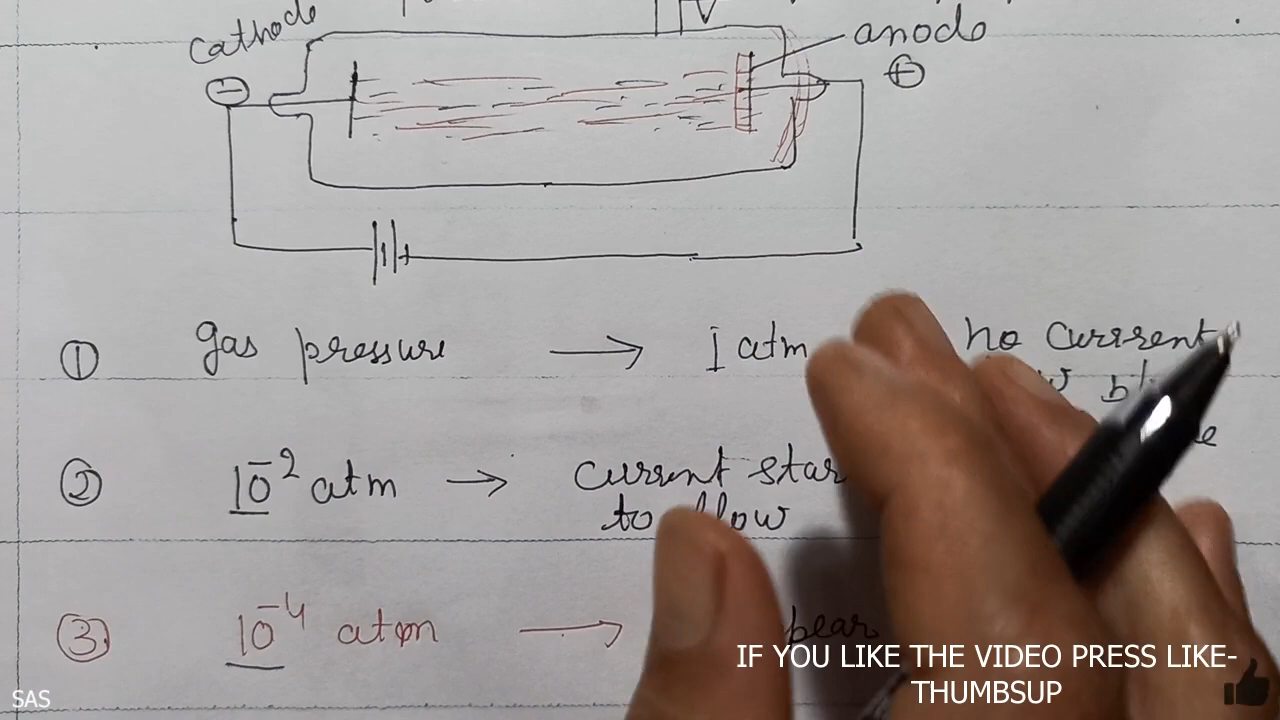 cathode
anode
① gas pressure → 1 atm no current
② 10⁻² atm → current star
to flow
③ 10⁻⁴ atm →
IF YOU LIKE THE VIDEO PRESS LIKE-
THUMBSUP
SAS